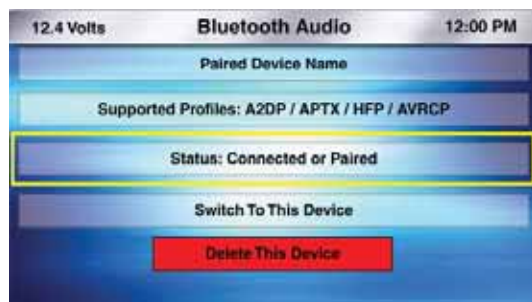 12.4 Volts Bluetooth Audio 12:00 PM
Paired Device Name
Supported Profiles: A2DP / APTX / HFP / AVRCP
Status: Connected or Paired
Switch To This Device
Delete This Device